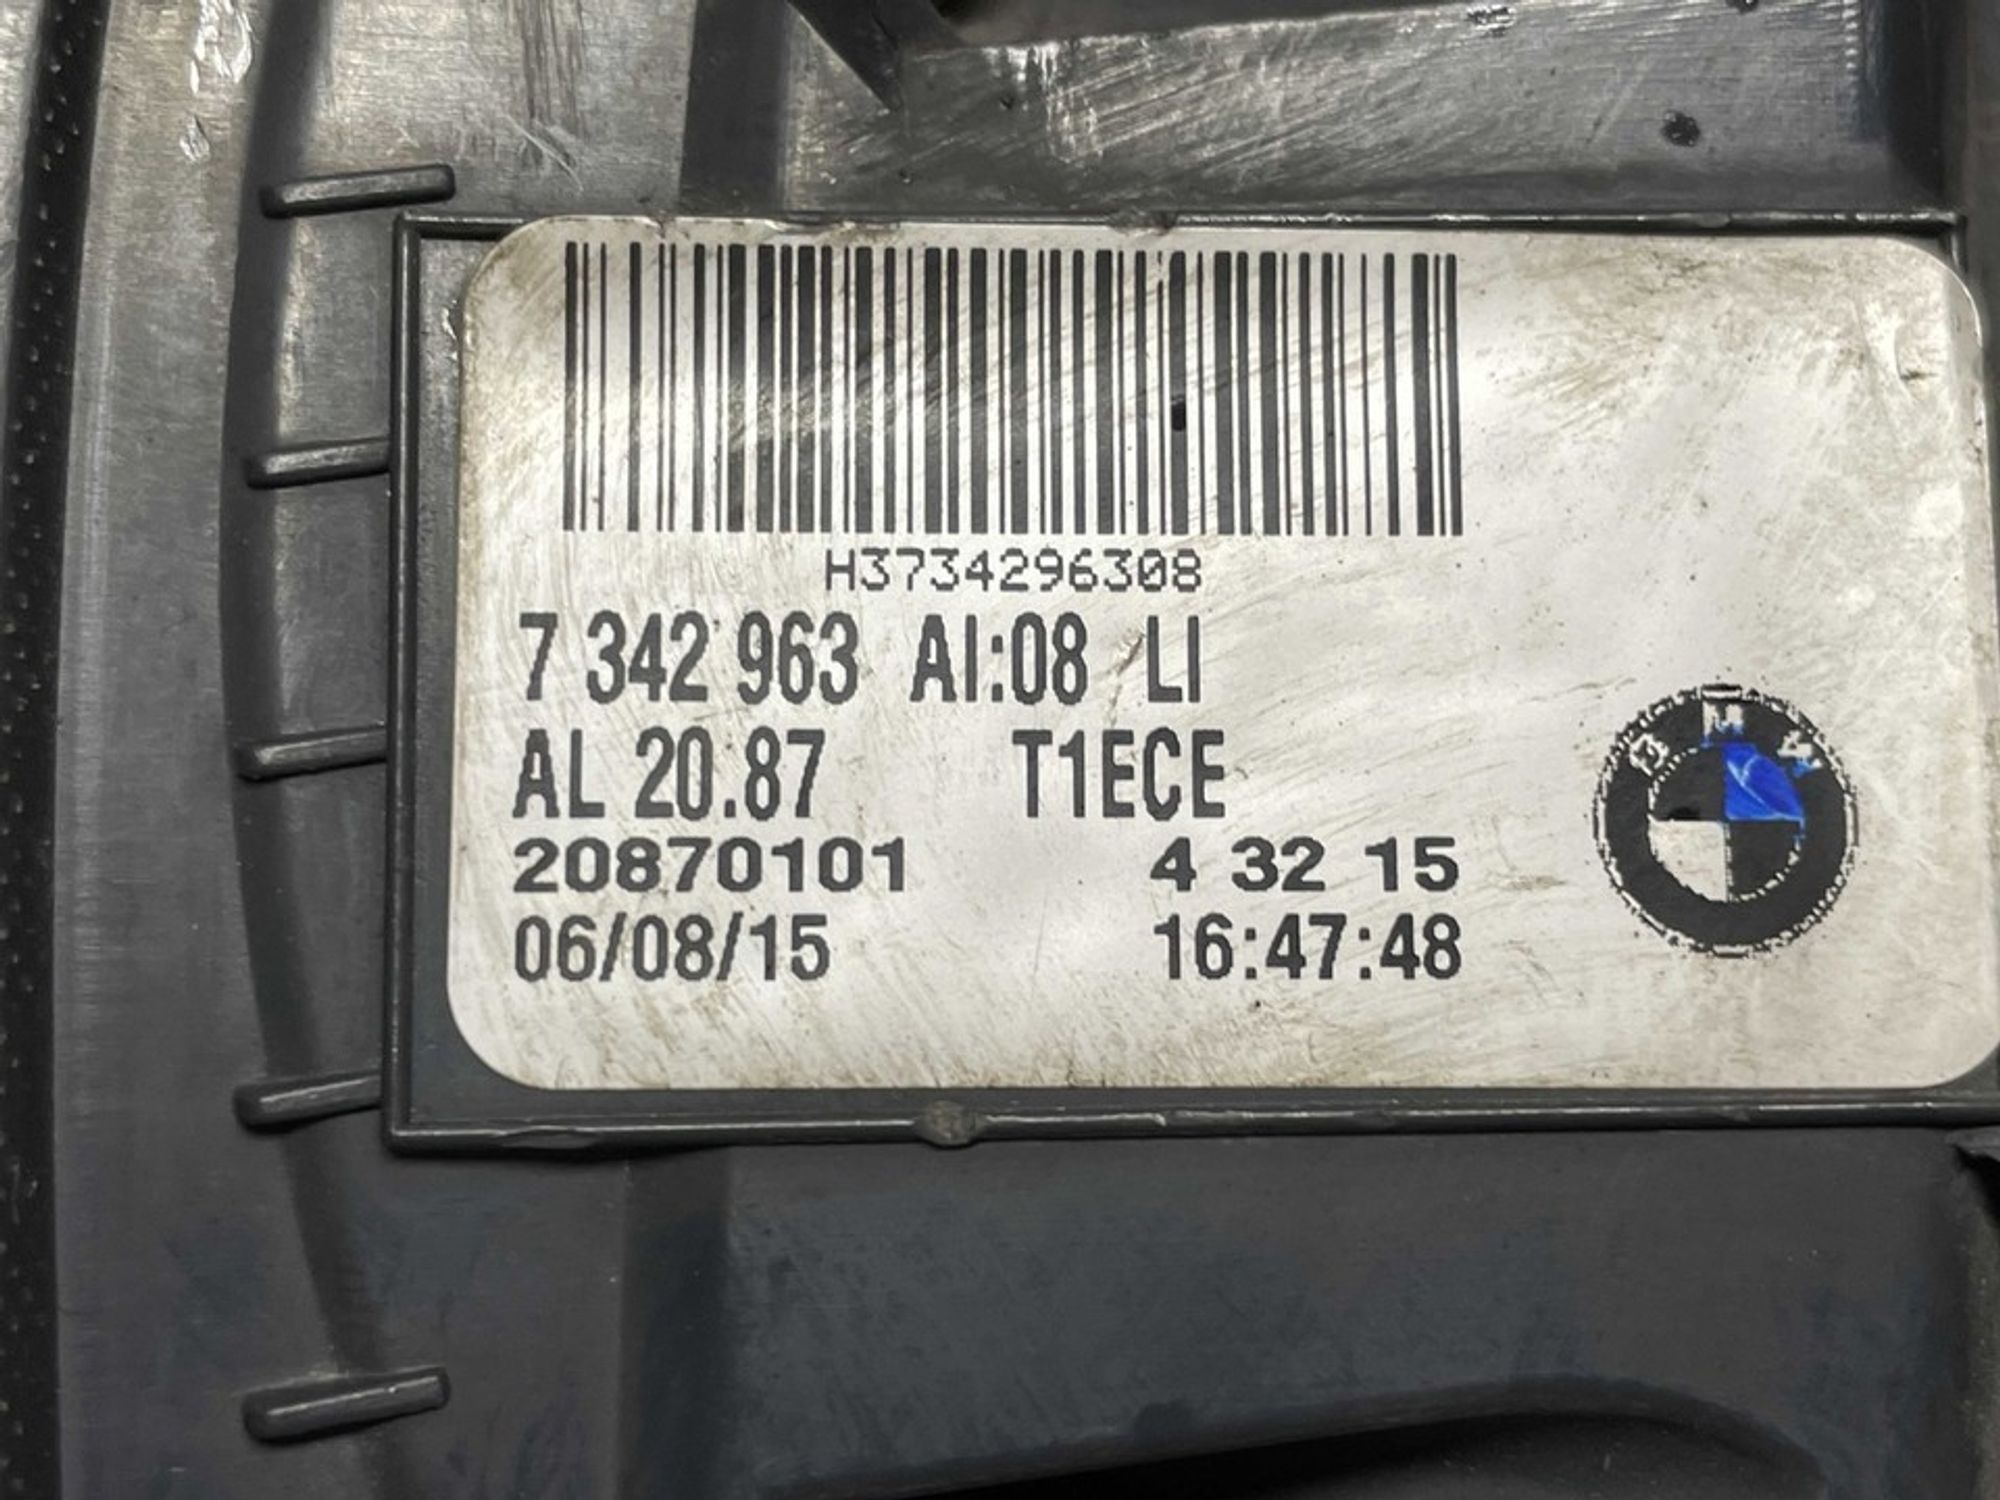 H3734296308
7 342 963 AI:08 LI
AL 20.87 T1ECE
20870101 4 32 15
06/08/15 16:47:48
BMW